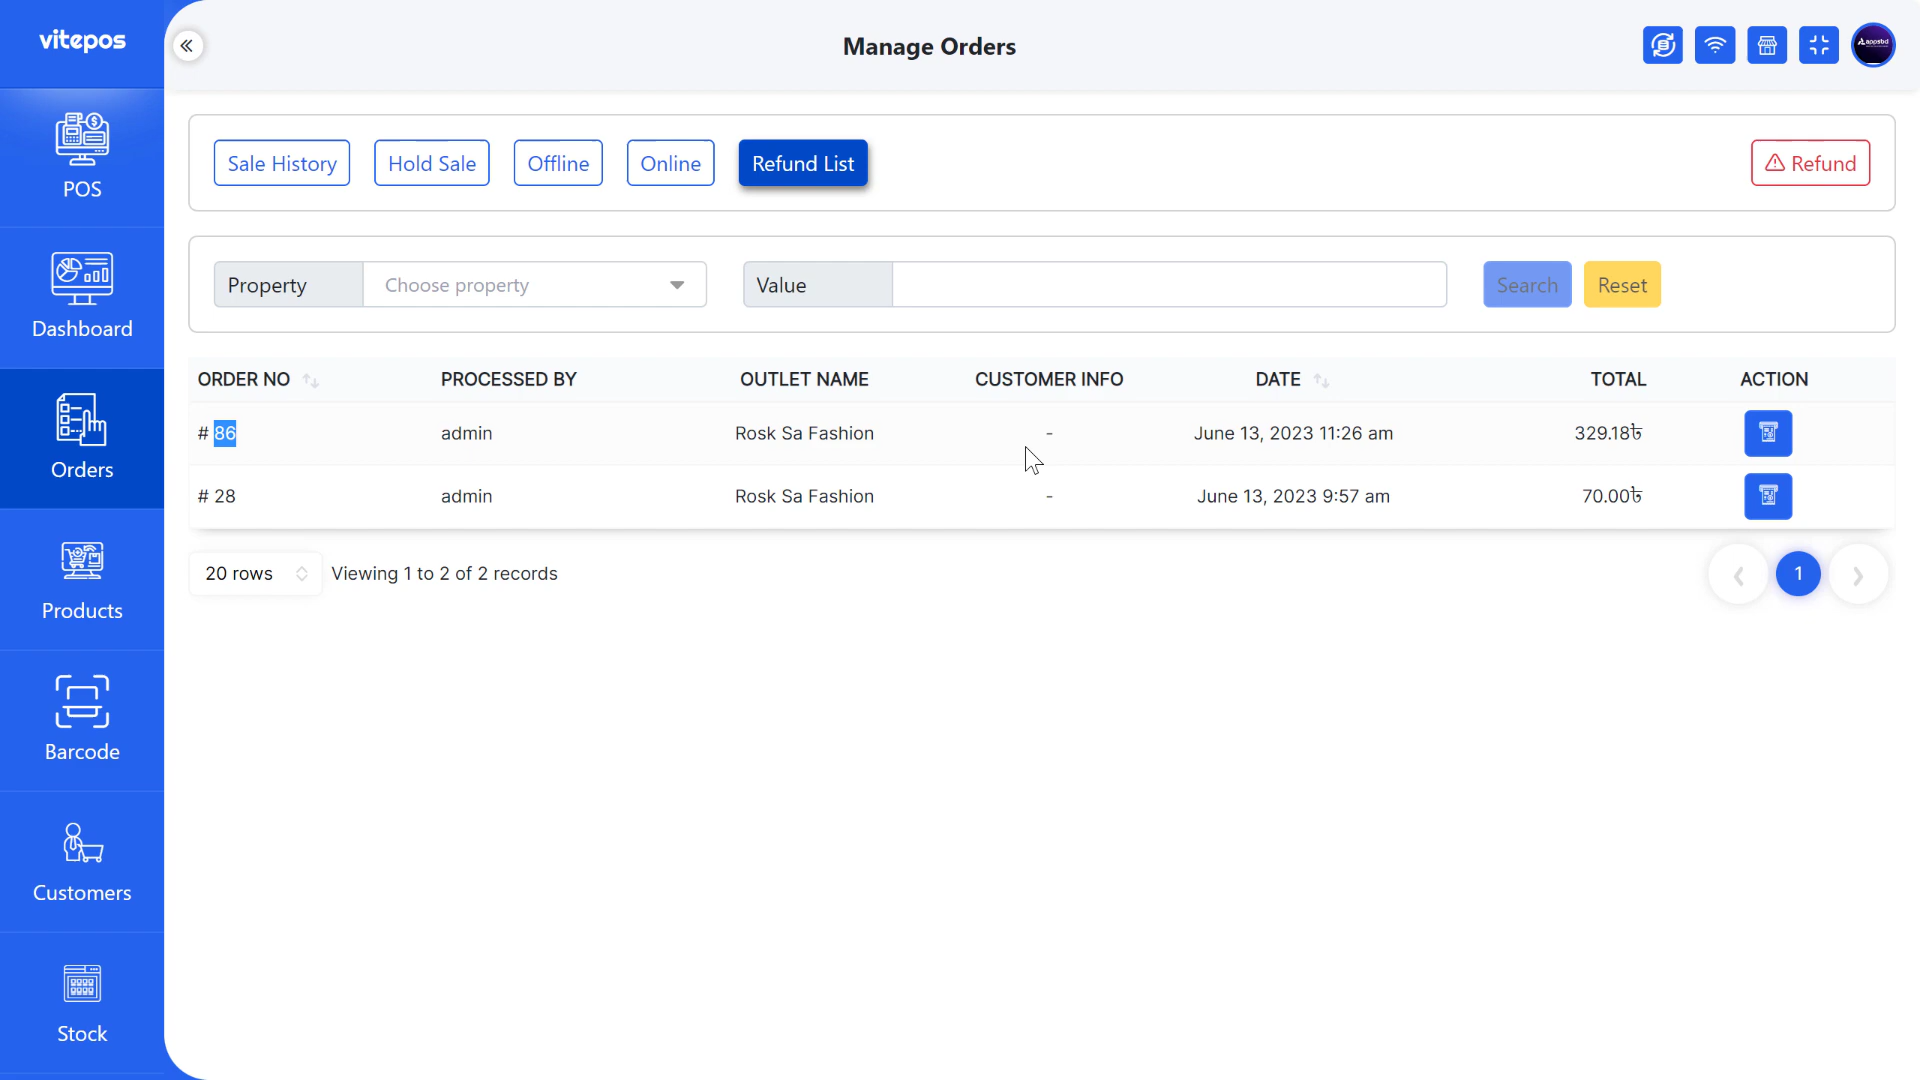 vitepos
Manage Orders
appsbd
POS
Dashboard
Orders
Products
Barcode
Customers
Stock
Sale History
Hold Sale
Offline
Online
Refund List
Refund
Property
Choose property
Value
Search
Reset
ORDER NO PROCESSED BY OUTLET NAME CUSTOMER INFO DATE TOTAL ACTION
# 86 admin Rosk Sa Fashion - June 13, 2023 11:26 am 329.18৳
# 28 admin Rosk Sa Fashion - June 13, 2023 9:57 am 70.00৳
20 rows
Viewing 1 to 2 of 2 records
1